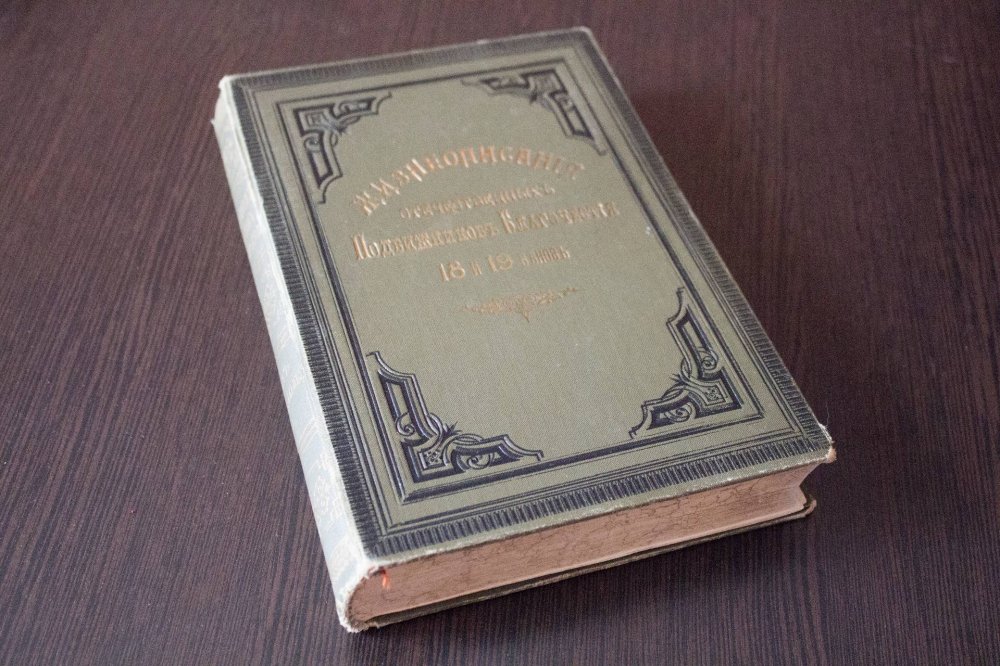 Жизнеописанія
отечественныхъ
Подвижниковъ Благочестія
18 и 19 вѣковъ